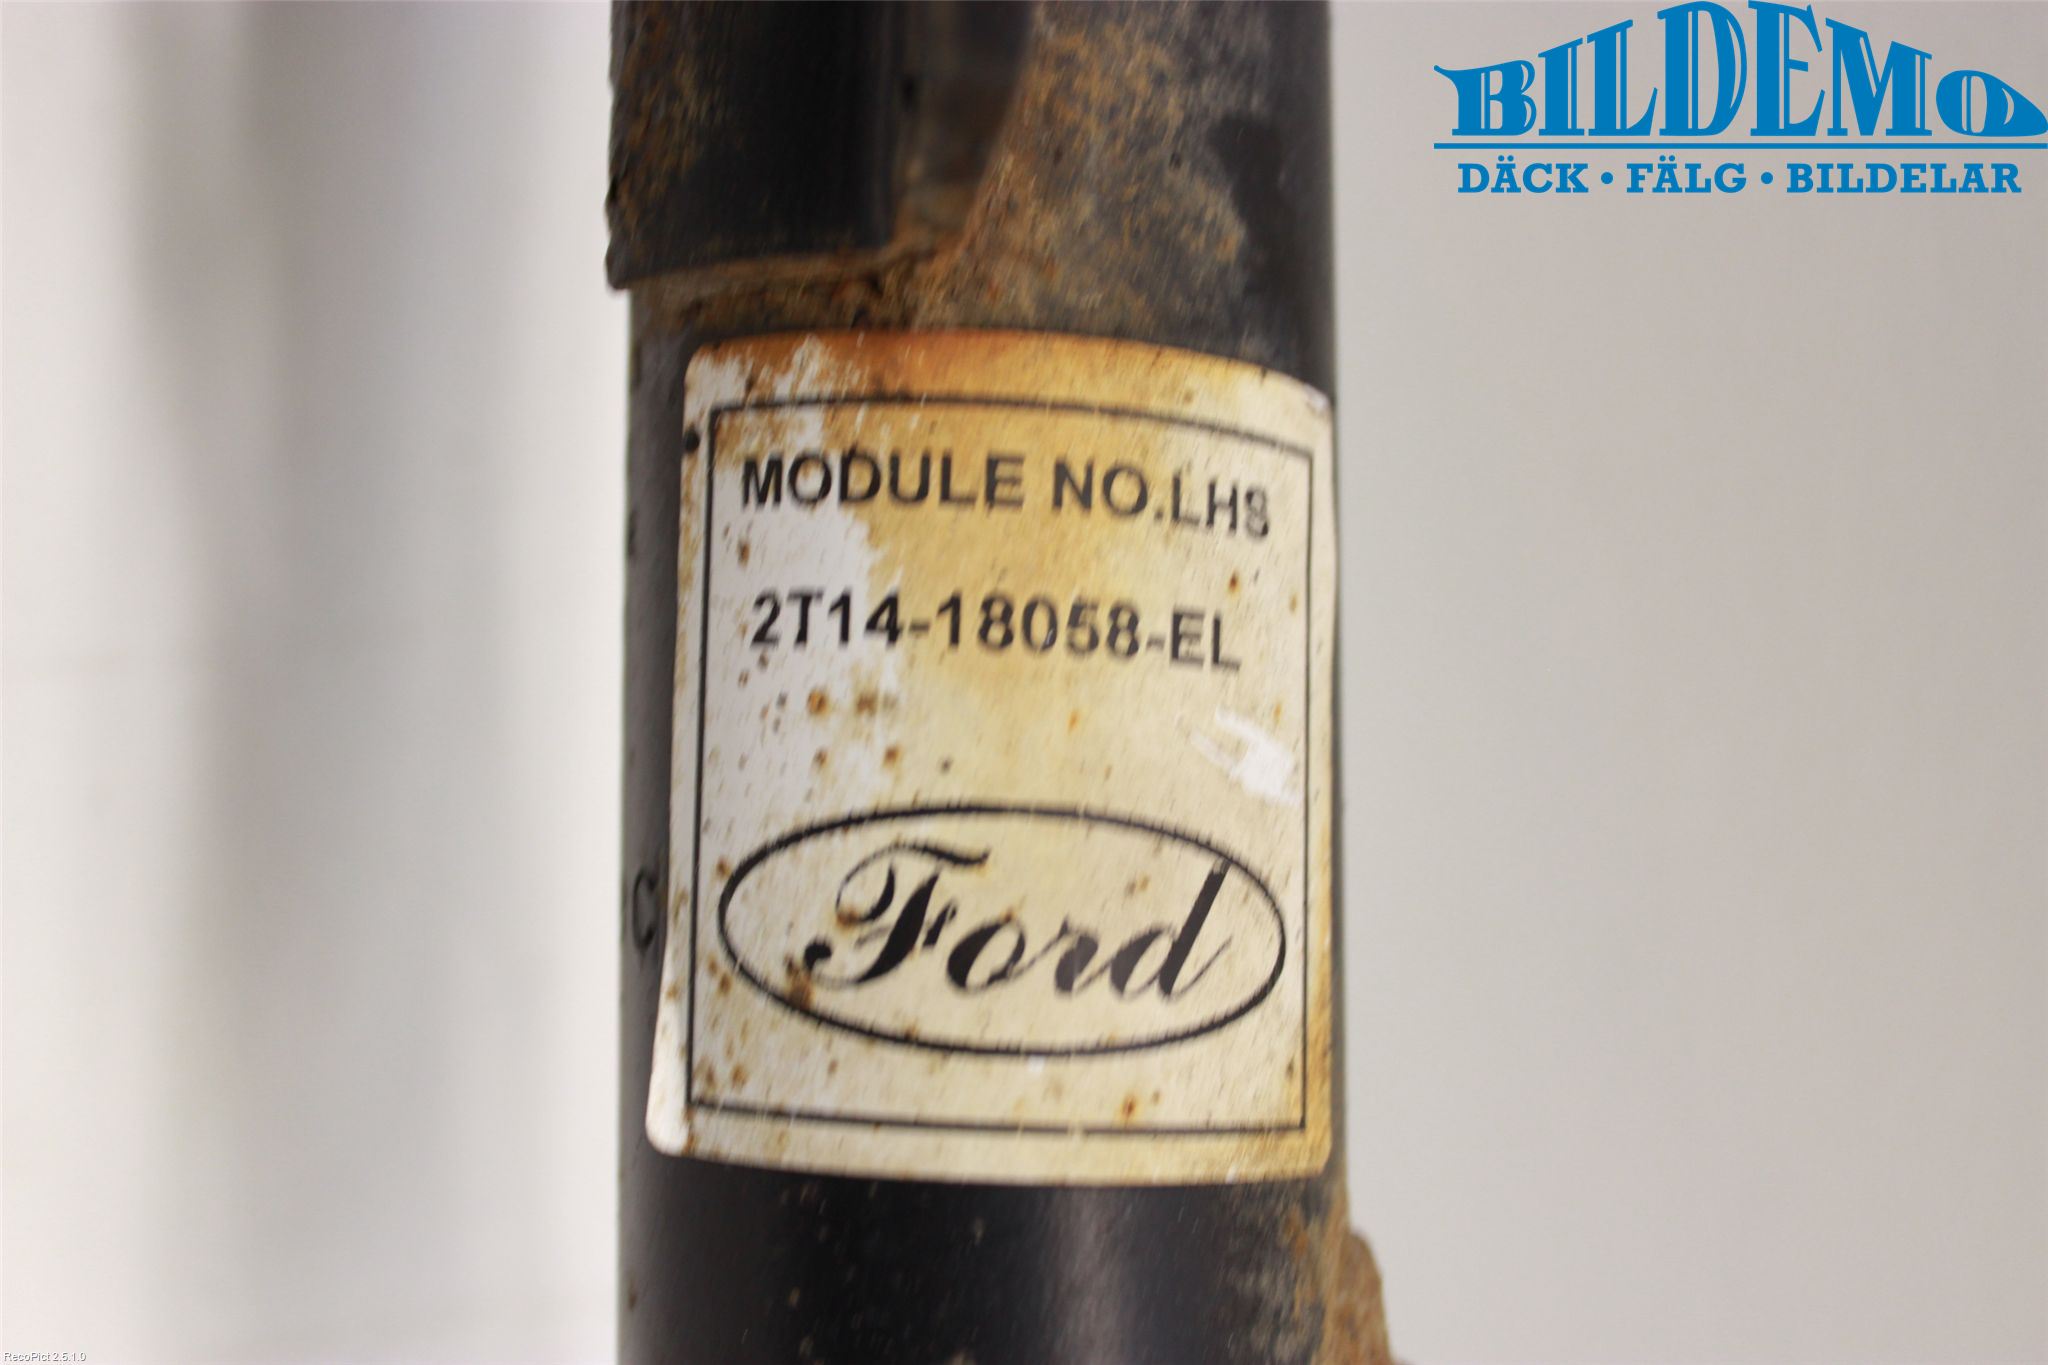 BILDEMO
DÄCK • FÄLG • BILDELAR
MODULE NO.LHS
2T14-18058-EL
Ford
C
RecoPict 2.5.1.0